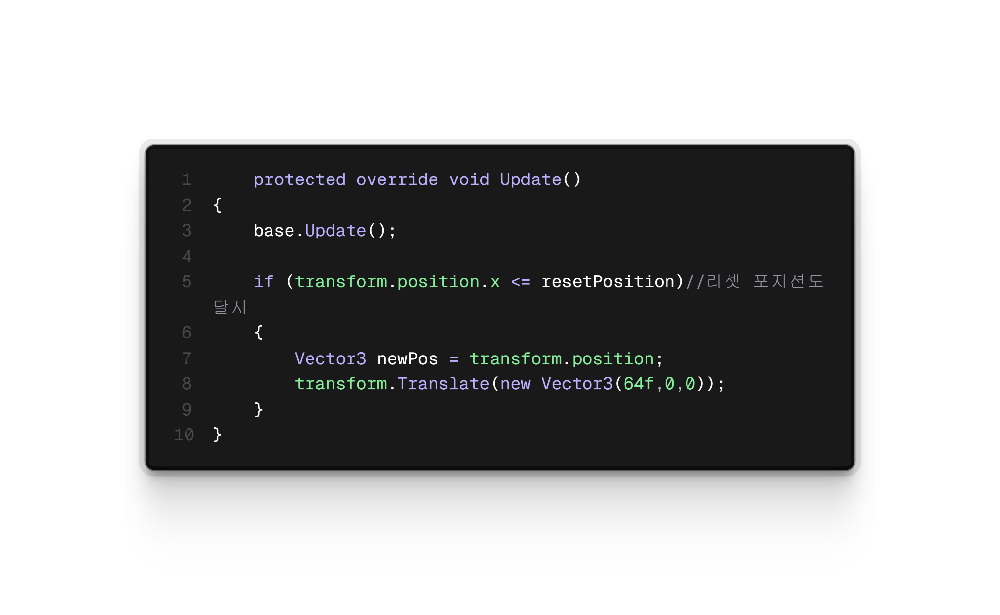 1 protected override void Update()
2 {
3 base.Update();
4
5 if (transform.position.x <= resetPosition)//리셋 포지션도
달시
6 {
7 Vector3 newPos = transform.position;
8 transform.Translate(new Vector3(64f,0,0));
9 }
10 }